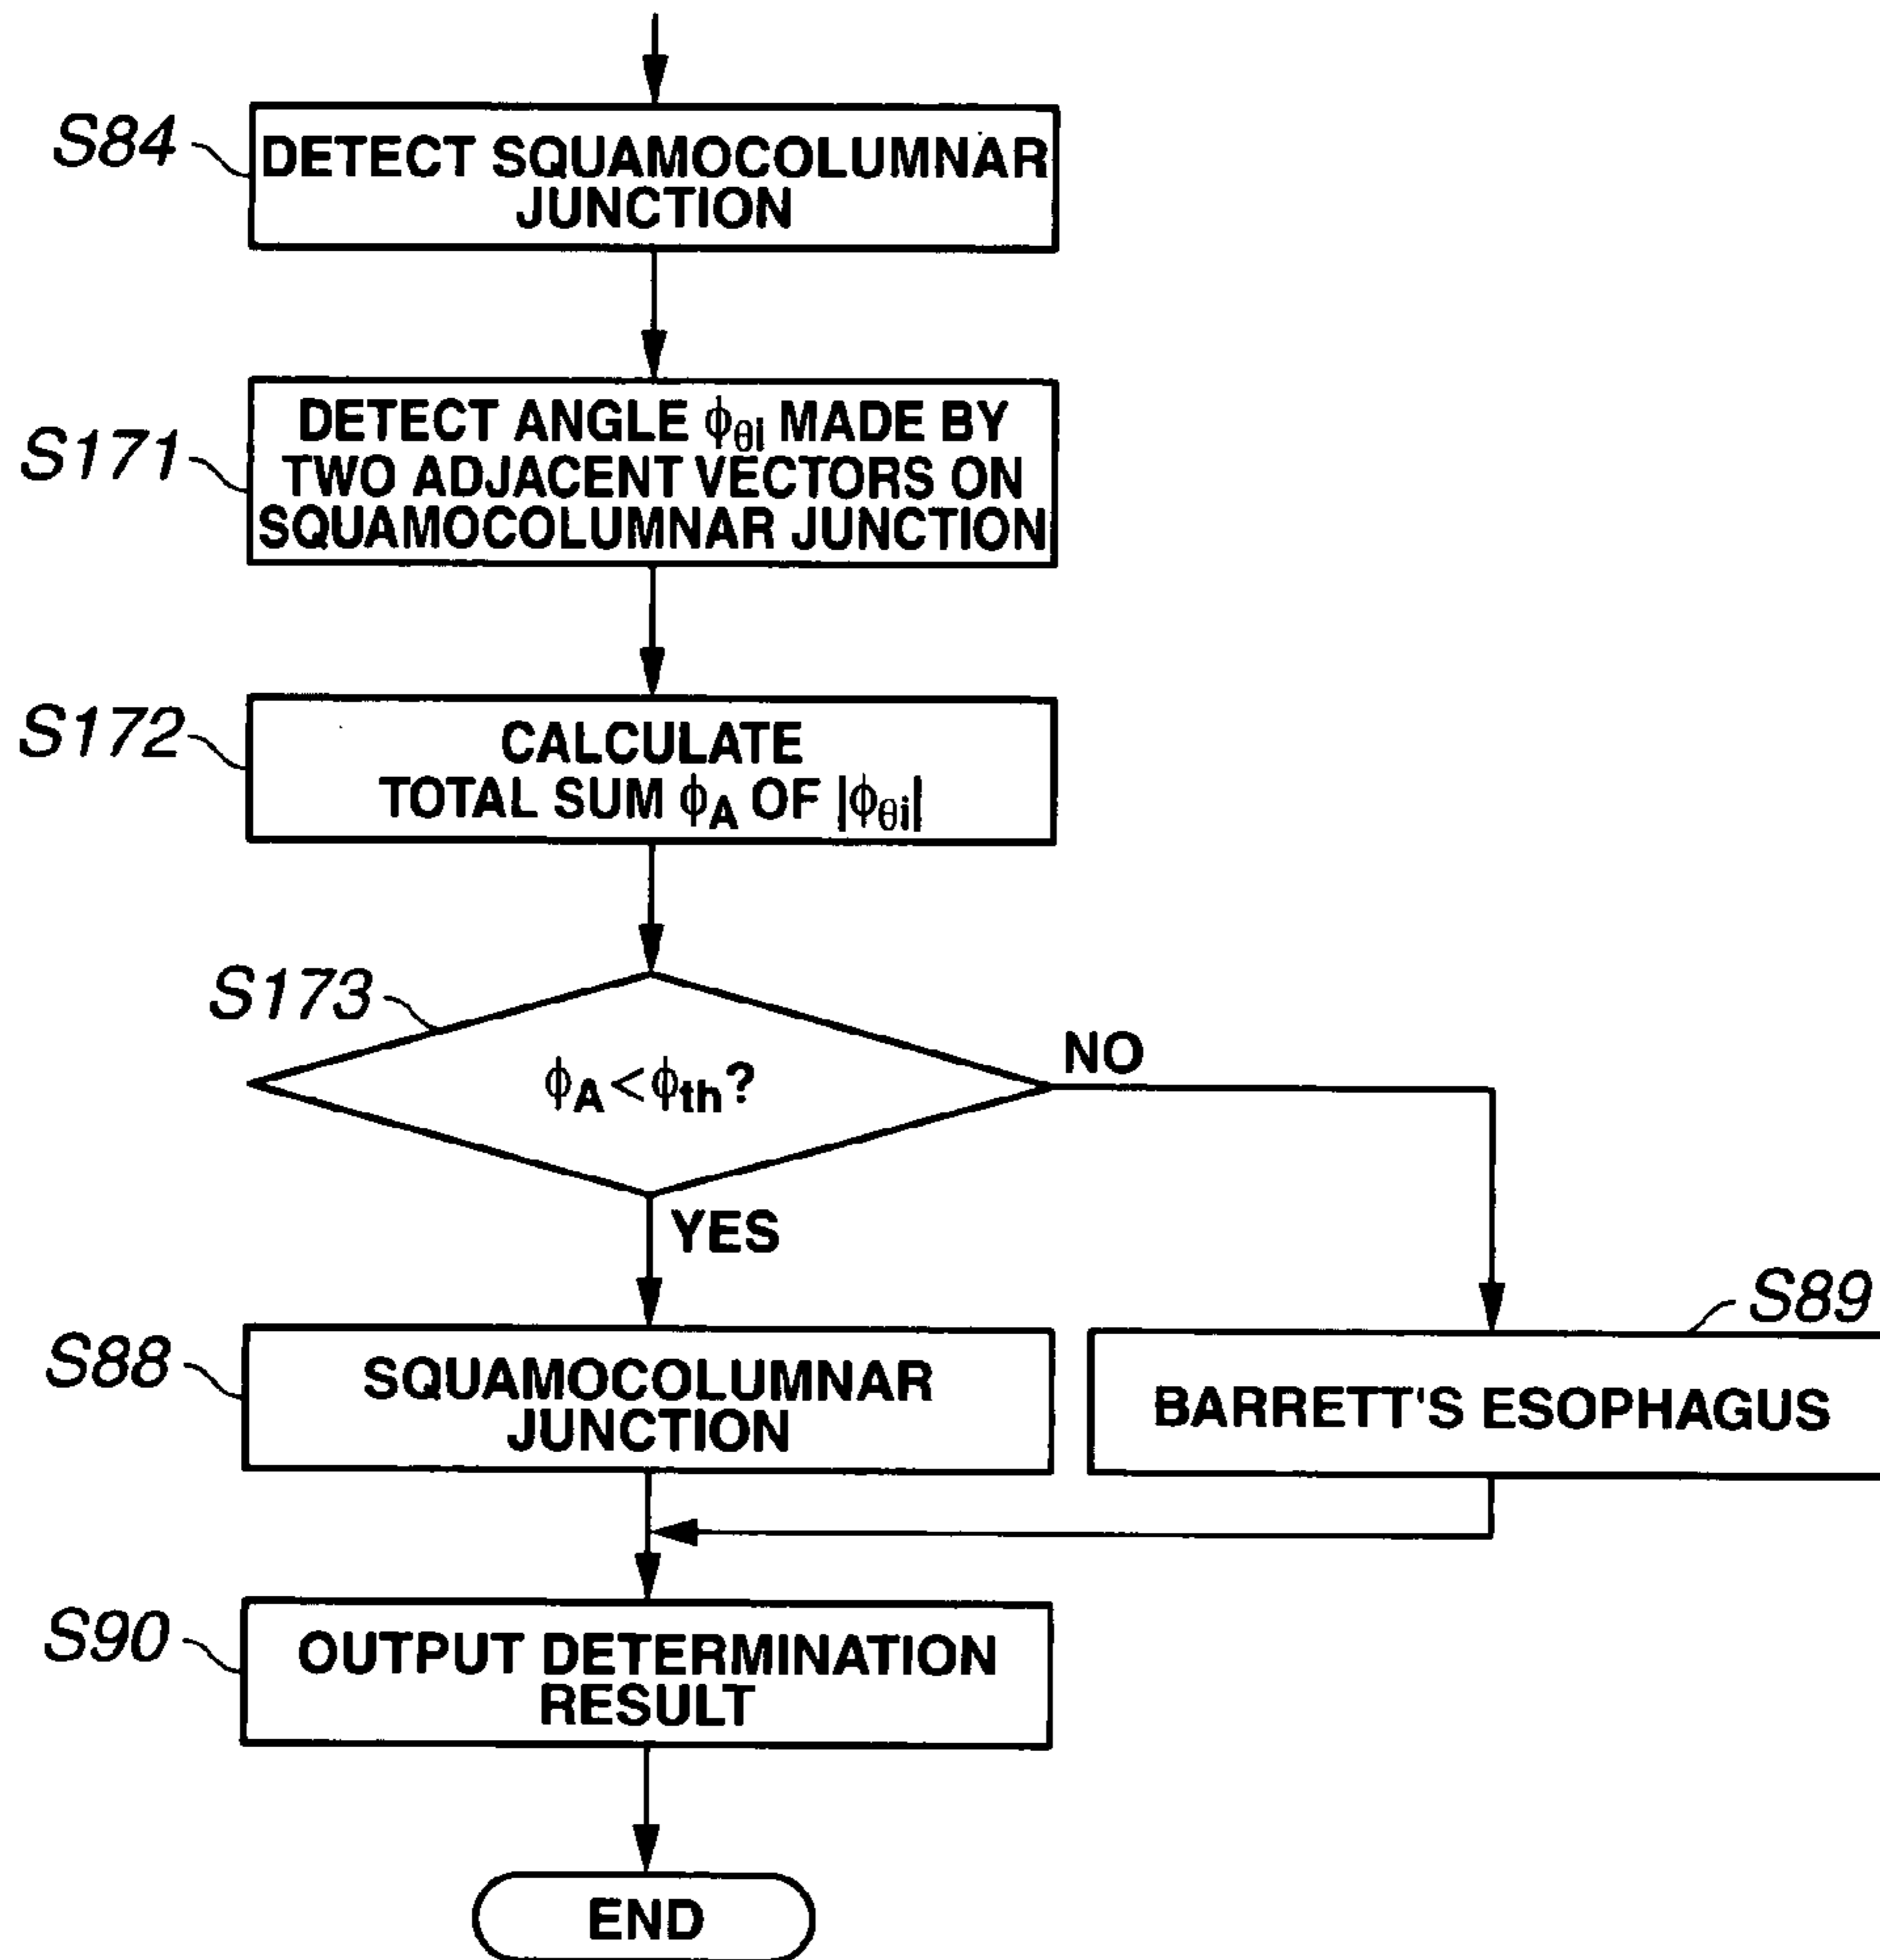 S84
DETECT SQUAMOCOLUMNAR
JUNCTION
S171
DETECT ANGLE ϕθi MADE BY
TWO ADJACENT VECTORS ON
SQUAMOCOLUMNAR JUNCTION
S172
CALCULATE
TOTAL SUM ϕA OF |ϕθi|
S173
ϕA<ϕth?
NO
YES
S88
SQUAMOCOLUMNAR
JUNCTION
S89
BARRETT'S ESOPHAGUS
S90
OUTPUT DETERMINATION
RESULT
END